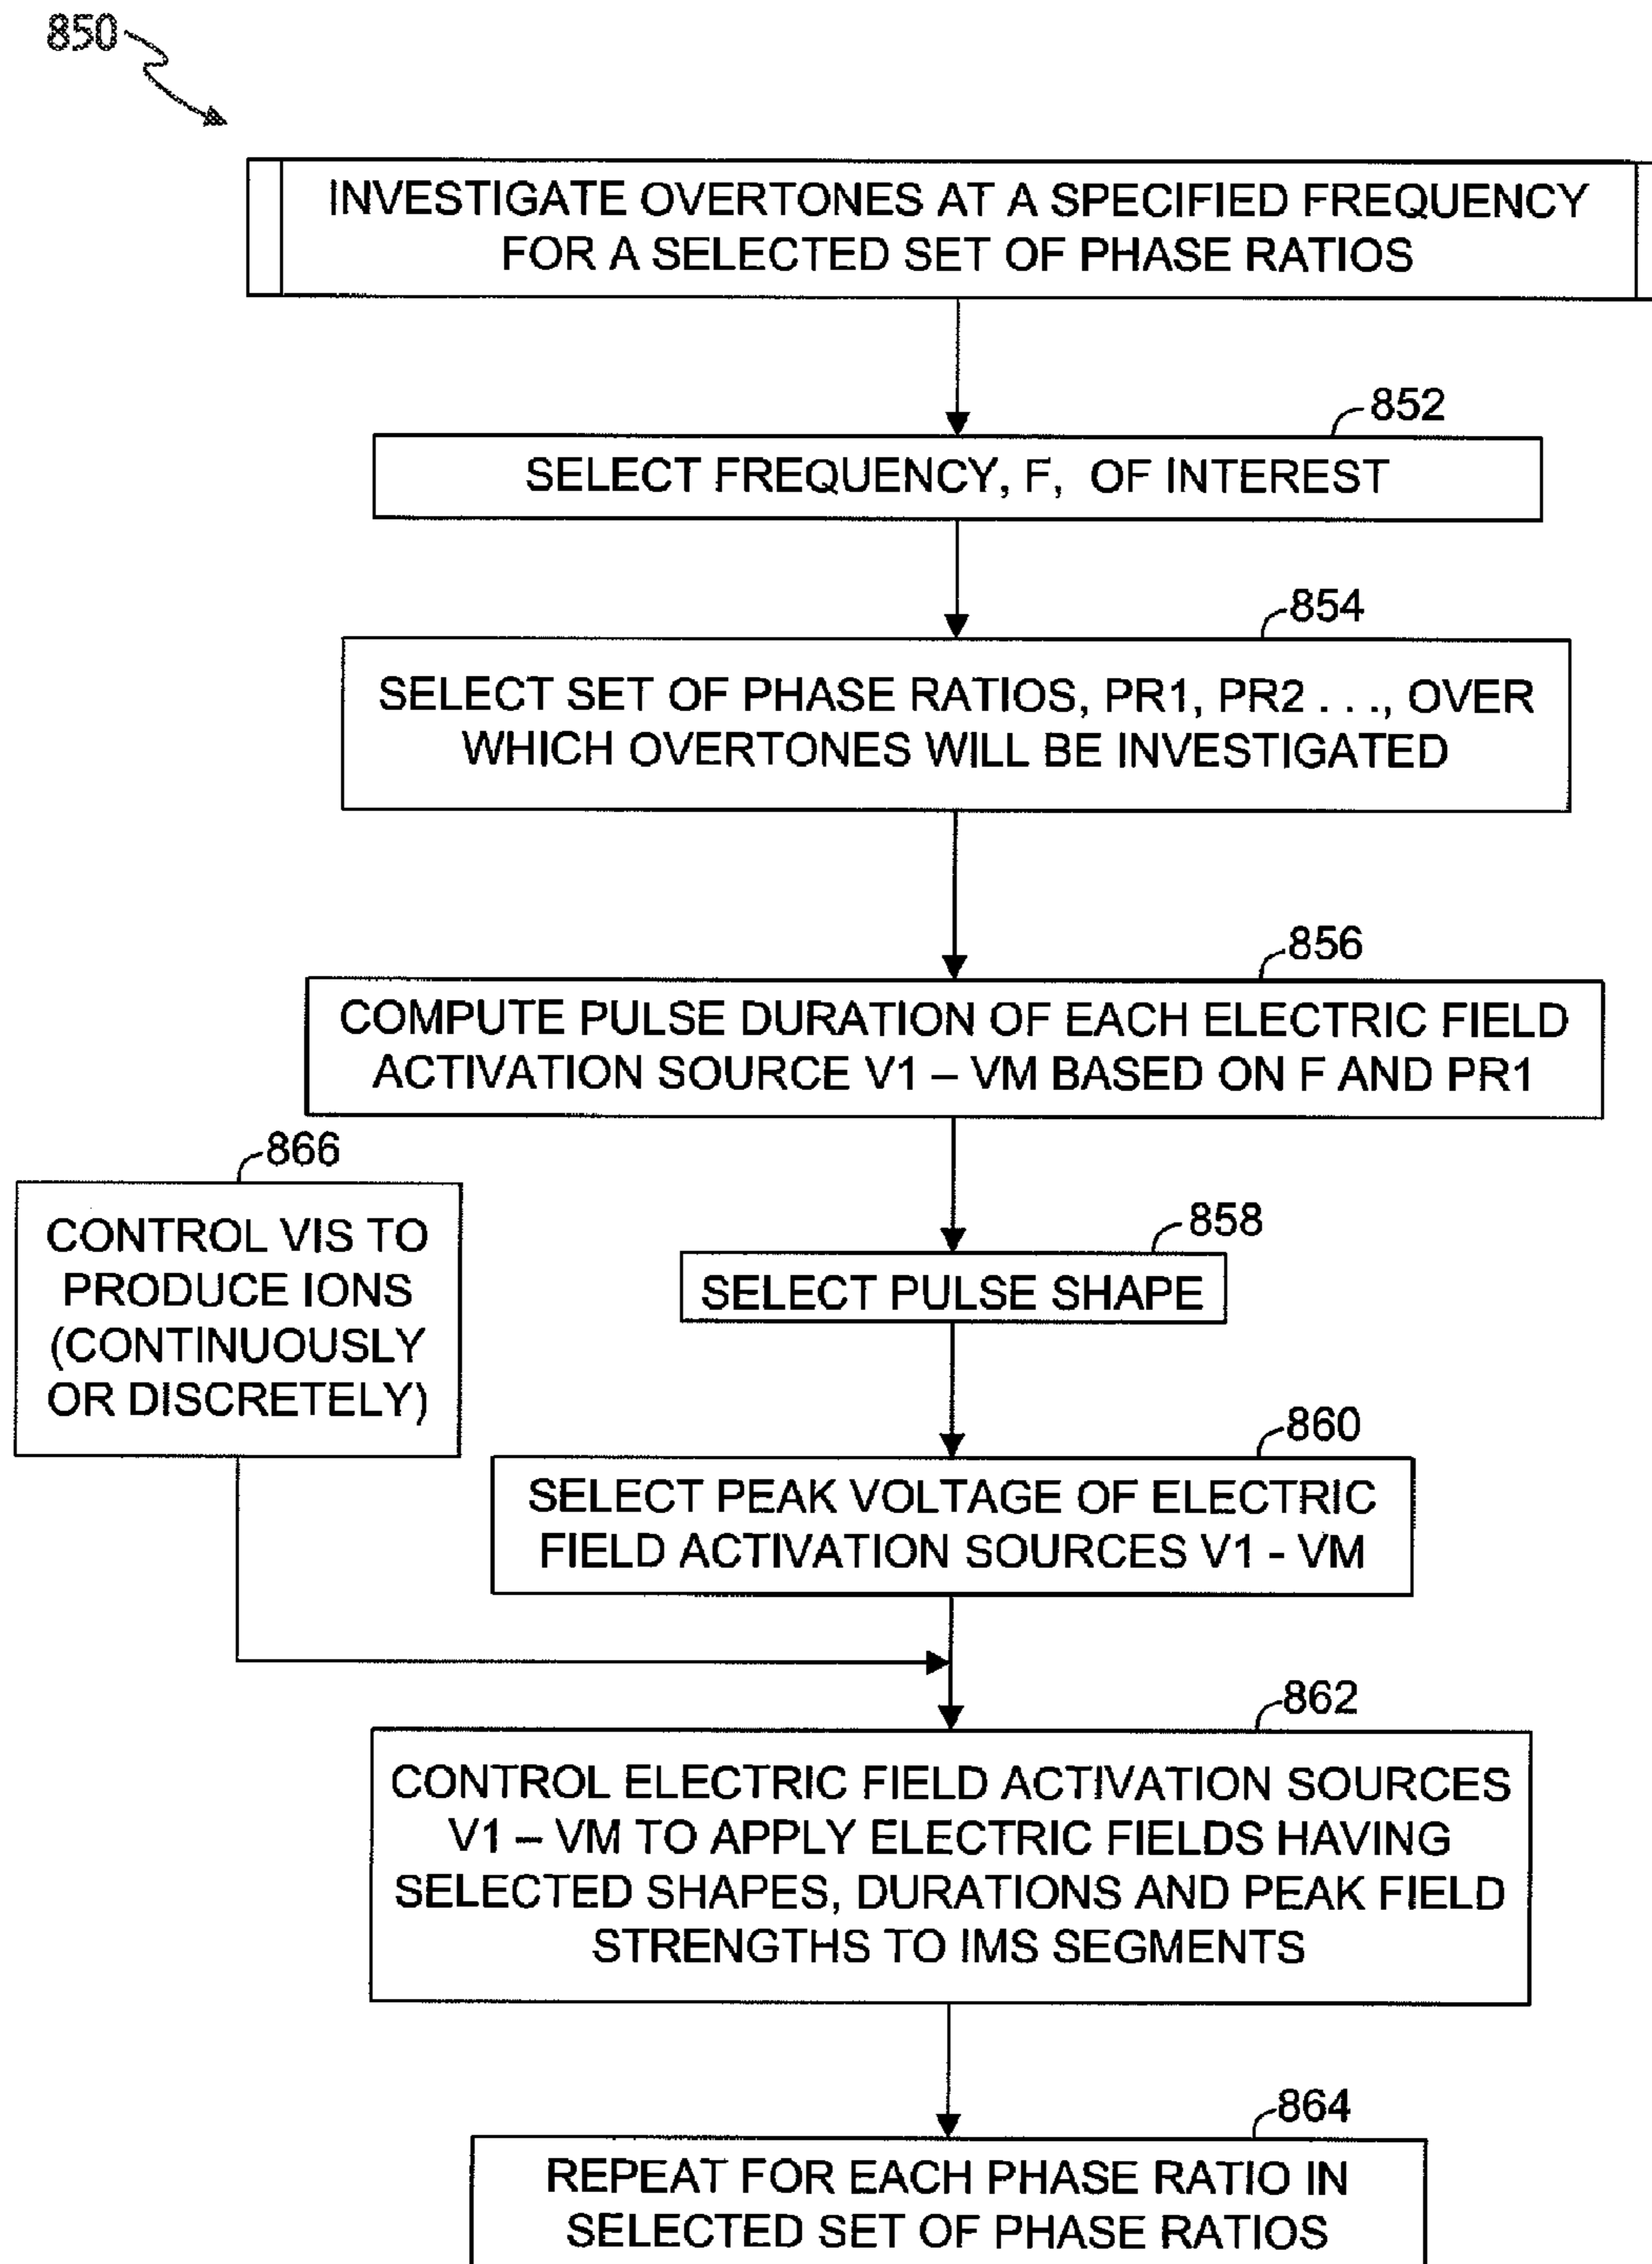 850
INVESTIGATE OVERTONES AT A SPECIFIED FREQUENCY
FOR A SELECTED SET OF PHASE RATIOS
852
SELECT FREQUENCY, F, OF INTEREST
854
SELECT SET OF PHASE RATIOS, PR1, PR2 . . ., OVER
WHICH OVERTONES WILL BE INVESTIGATED
856
COMPUTE PULSE DURATION OF EACH ELECTRIC FIELD
ACTIVATION SOURCE V1 – VM BASED ON F AND PR1
866
CONTROL VIS TO
PRODUCE IONS
(CONTINUOUSLY
OR DISCRETELY)
858
SELECT PULSE SHAPE
860
SELECT PEAK VOLTAGE OF ELECTRIC
FIELD ACTIVATION SOURCES V1 - VM
862
CONTROL ELECTRIC FIELD ACTIVATION SOURCES
V1 – VM TO APPLY ELECTRIC FIELDS HAVING
SELECTED SHAPES, DURATIONS AND PEAK FIELD
STRENGTHS TO IMS SEGMENTS
864
REPEAT FOR EACH PHASE RATIO IN
SELECTED SET OF PHASE RATIOS